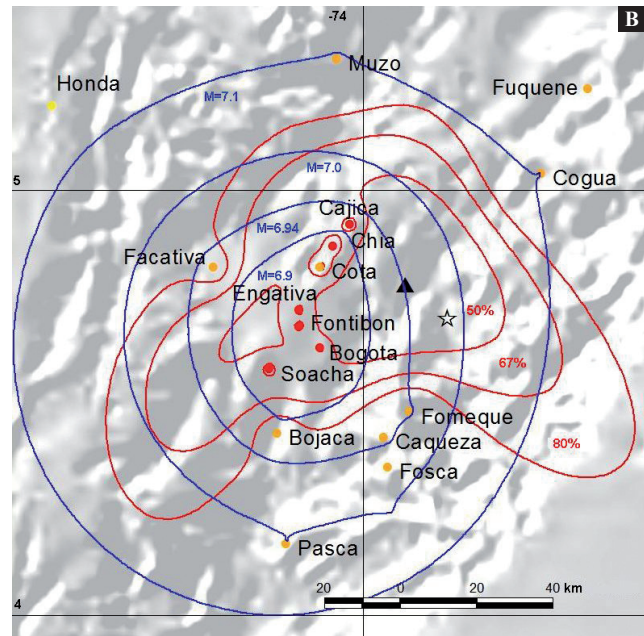 -74
B
Muzo
Honda
Fuquene
M=7.1
5
M=7.0
Cogua
Cajica
M=6.94
Chia
Facativa
Cota
M=6.9
Engativa
50%
Fontibon
Bogota
67%
Soacha
Fomeque
80%
Bojaca
Caqueza
Fosca
Pasca
20 0 20 40 km
4